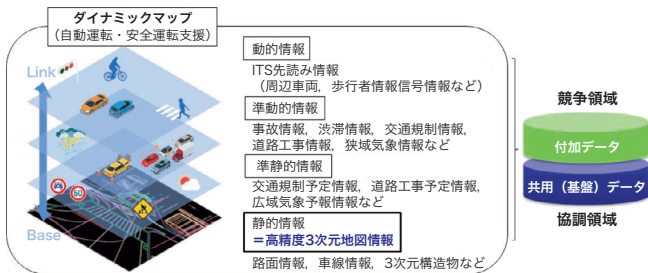 ダイナミックマップ
（自動運転・安全運転支援）
Link
50
Base
動的情報
ITS先読み情報
（周辺車両，歩行者情報信号情報など）
準動的情報
事故情報，渋滞情報，交通規制情報，
道路工事情報，狭域気象情報など
準静的情報
交通規制予定情報，道路工事予定情報，
広域気象予報情報など
静的情報
＝高精度3次元地図情報
路面情報，車線情報，3次元構造物など
競争領域
付加データ
共用（基盤）データ
協調領域